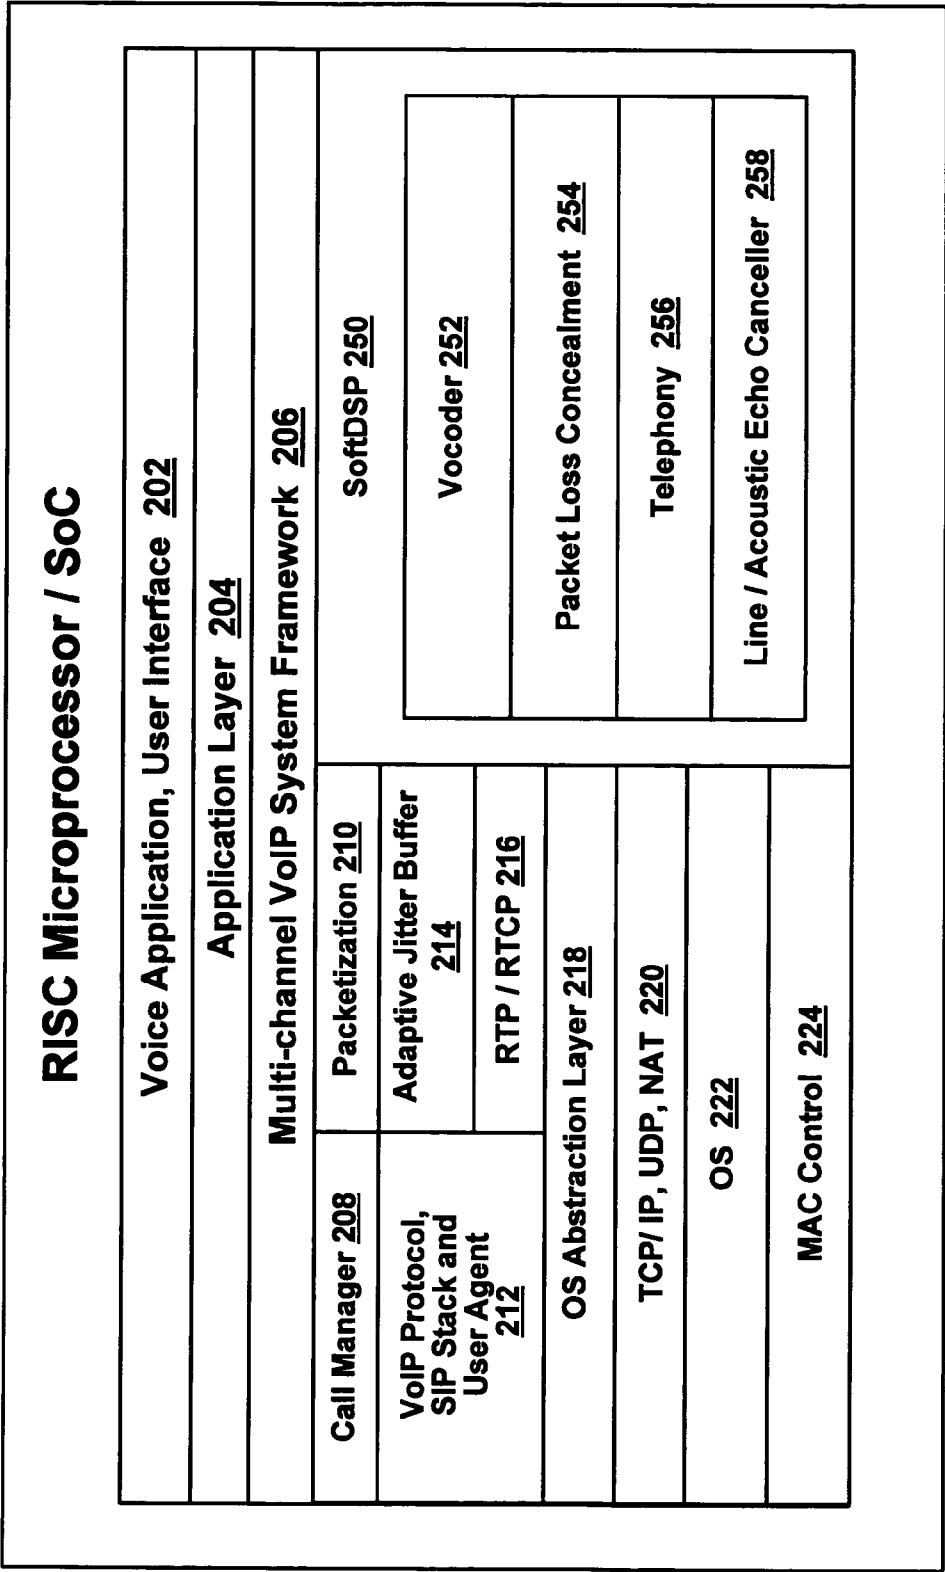 RISC Microprocessor / SoC
Voice Application, User Interface 202
Application Layer 204
Multi-channel VoIP System Framework 206
Call Manager 208
Packetization 210
VoIP Protocol,
SIP Stack and
User Agent
212
Adaptive Jitter Buffer
214
RTP / RTCP 216
OS Abstraction Layer 218
TCP/ IP, UDP, NAT 220
OS 222
MAC Control 224
SoftDSP 250
Vocoder 252
Packet Loss Concealment 254
Telephony 256
Line / Acoustic Echo Canceller 258